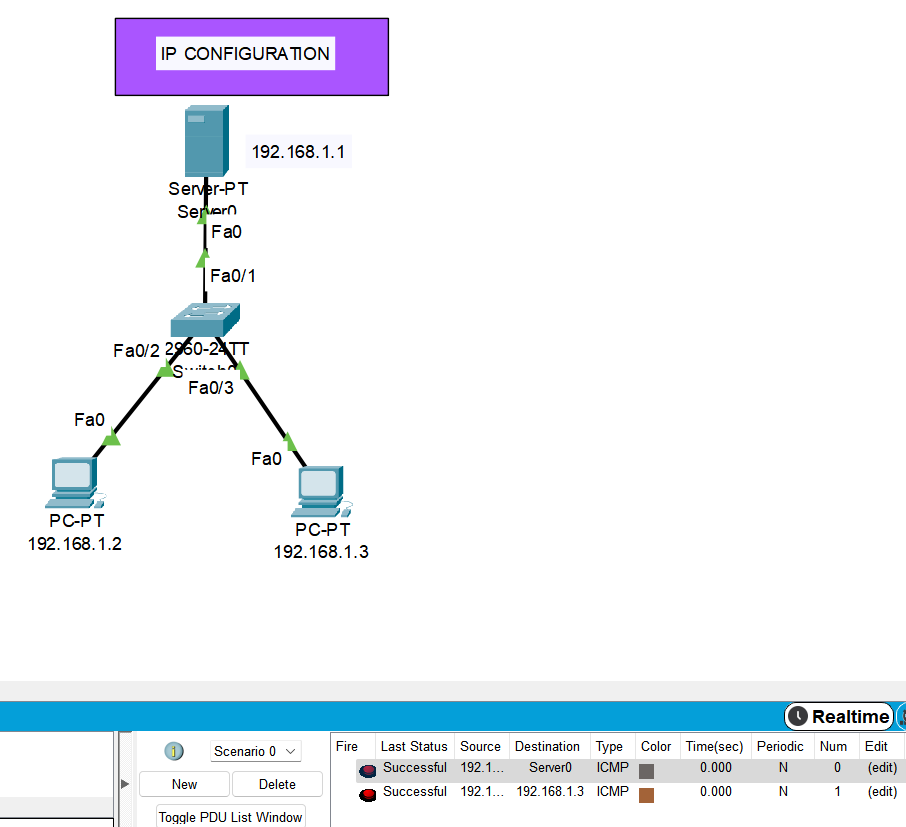 IP CONFIGURATION
192.168.1.1
Server-PT
Server0
Fa0
Fa0/1
Fa0/2 2960-24TT
Switch0
Fa0/3
Fa0
Fa0
PC-PT
192.168.1.2
PC-PT
192.168.1.3
Realtime
Scenario 0
New Delete
Toggle PDU List Window
Fire Last Status Source Destination Type Color Time(sec) Periodic Num Edit
Successful 192.1... Server0 ICMP 0.000 N 0 (edit)
Successful 192.1... 192.168.1.3 ICMP 0.000 N 1 (edit)